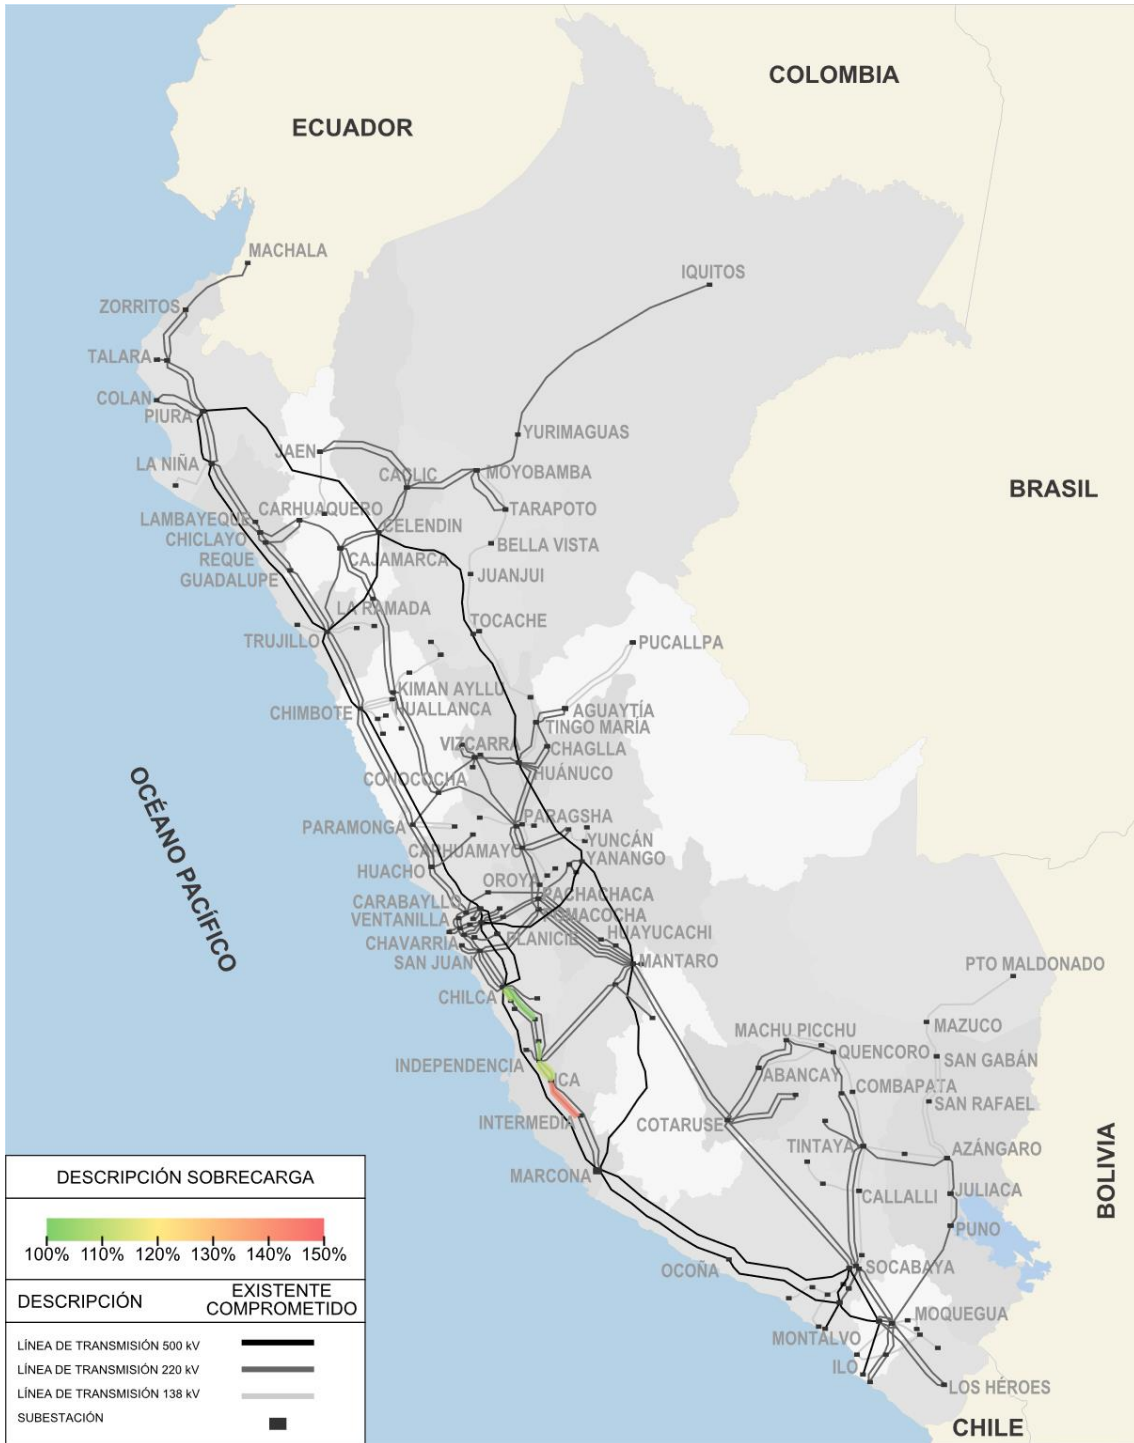 COLOMBIA
ECUADOR
MACHALA
IQUITOS
ZORRITOS
TALARA
COLAN
PIURA
YURIMAGUAS
JAEN
LA NIÑA
CACLIC
MOYOBAMBA
BRASIL
CARHUAQUERO
TARAPOTO
LAMBAYEQUE
CELENDIN
CHICLAYO
BELLA VISTA
REQUE
CAJAMARCA
GUADALUPE
JUANJUI
LA RAMADA
TOCACHE
TRUJILLO
PUCALLPA
KIMAN AYLLU
HUALLANCA
AGUAYTÍA
CHIMBOTE
TINGO MARÍA
VIZCARRA
CHAGLLA
HUÁNUCO
CONOCOCHA
OCÉANO PACÍFICO
PARAMONGA
PARAGSHA
YUNCÁN
CARHUAMAYO
YANANGO
HUACHO
OROYA
PACHACHACA
CARABAYLLO
POMACOCHA
VENTANILLA
HUAYUCACHI
CHAVARRIA
PLANICIE
SAN JUAN
MANTARO
PTO MALDONADO
CHILCA
MAZUCO
MACHU PICCHU
QUENCORO
SAN GABÁN
INDEPENDENCIA
ABANCAY
ICA
COMBAPATA
SAN RAFAEL
INTERMEDIA
COTARUSE
TINTAYA
AZÁNGARO
BOLIVIA
MARCONA
CALLALLI
JULIACA
PUNO
OCOÑA
SOCABAYA
MOQUEGUA
MONTALVO
ILO
LOS HÉROES
CHILE
DESCRIPCIÓN SOBRECARGA
100% 110% 120% 130% 140% 150%
DESCRIPCIÓN EXISTENTE
COMPROMETIDO
LÍNEA DE TRANSMISIÓN 500 kV
LÍNEA DE TRANSMISIÓN 220 kV
LÍNEA DE TRANSMISIÓN 138 kV
SUBESTACIÓN